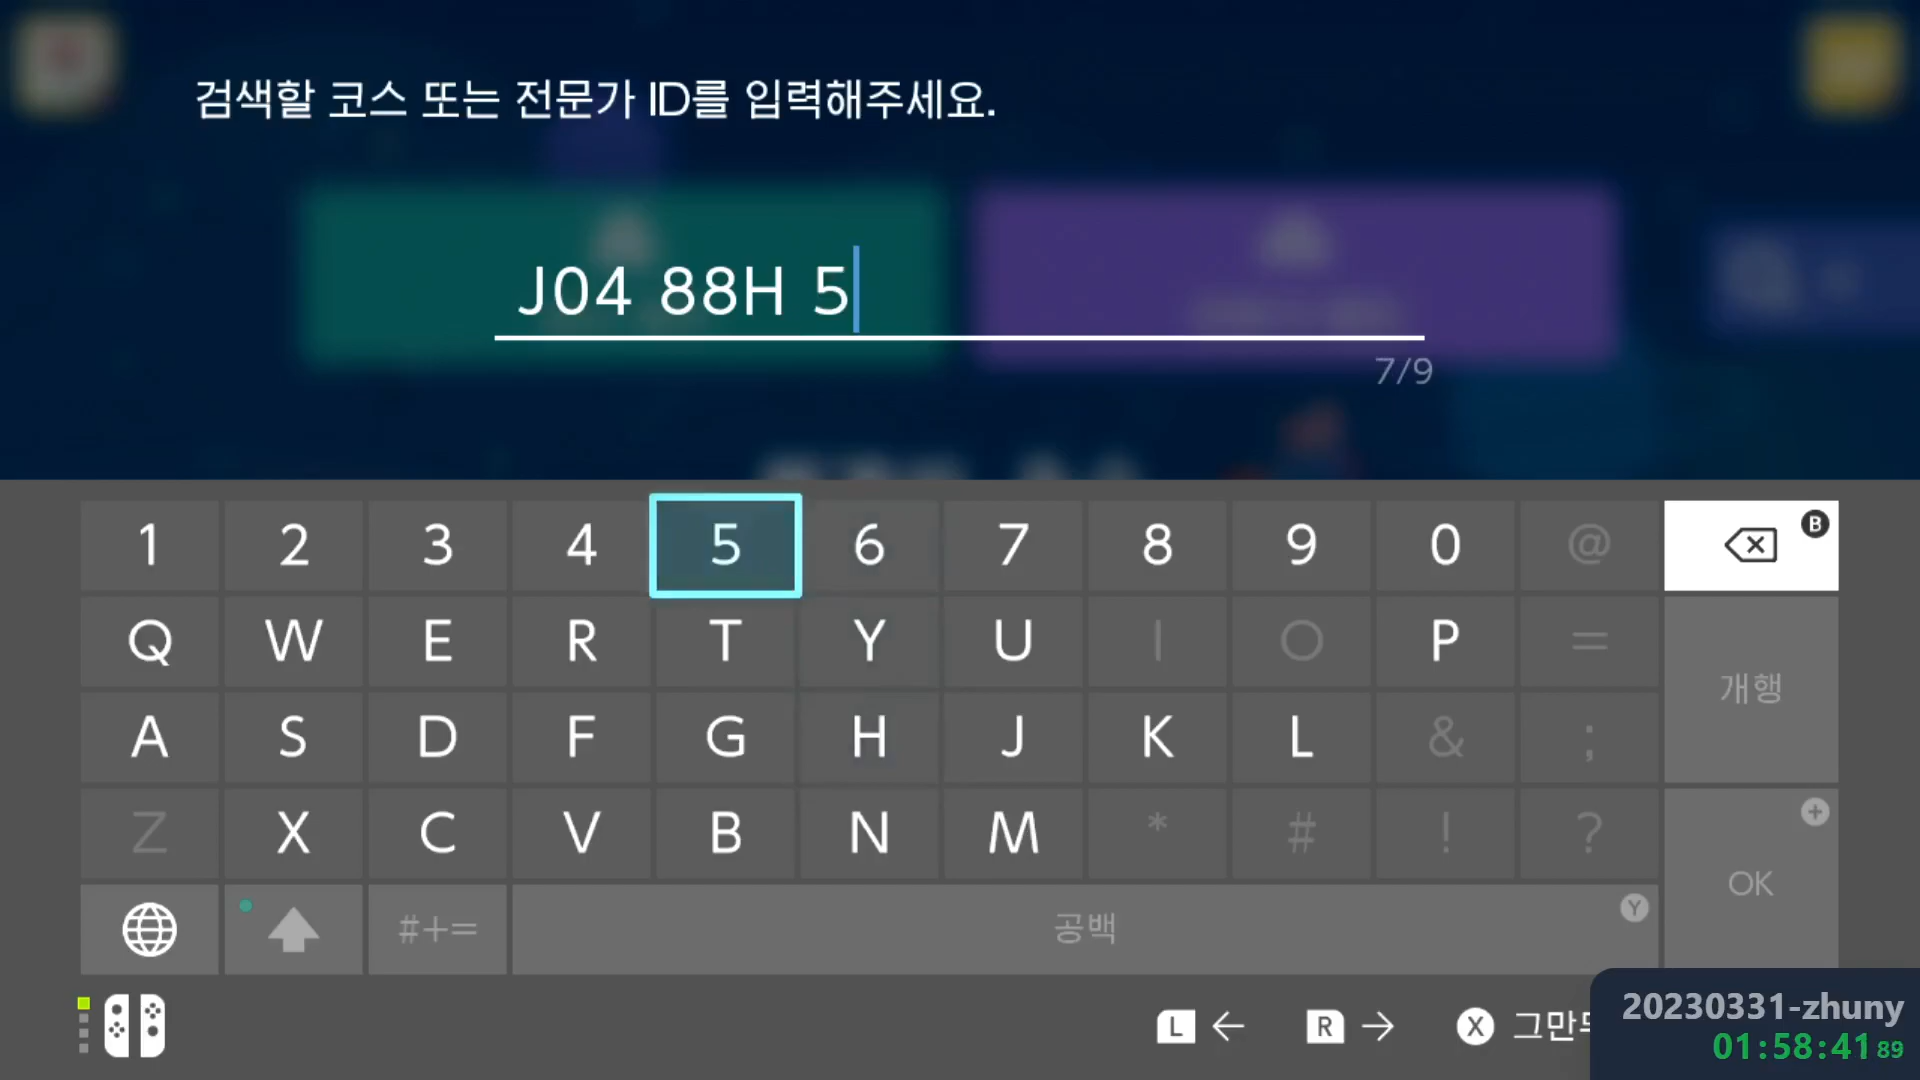 검색할 코스 또는 전문가 ID를 입력해주세요.
J04 88H 5
7/9
1 2 3 4 5 6 7 8 9 0 @ B
Q W E R T Y U I O P =
개행
A S D F G H J K L & ;
Z X C V B N M * # ! ? +
OK
#+= 공백 Y
L ← R → X
20230331-zhuny
01:58:41 89